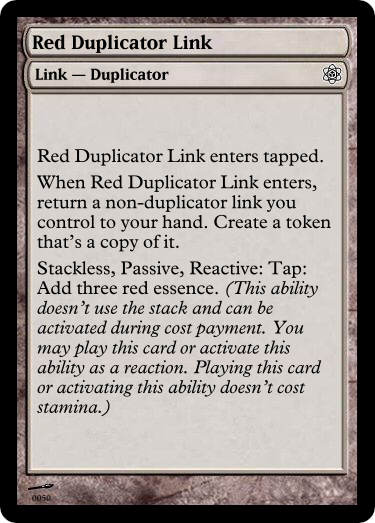 Red Duplicator Link
Link — Duplicator
Red Duplicator Link enters tapped.
When Red Duplicator Link enters,
return a non-duplicator link you
control to your hand. Create a token
that's a copy of it.
Stackless, Passive, Reactive: Tap:
Add three red essence. (This ability
doesn't use the stack and can be
activated during cost payment. You
may play this card or activate this
ability as a reaction. Playing this card
or activating this ability doesn't cost
stamina.)
0050